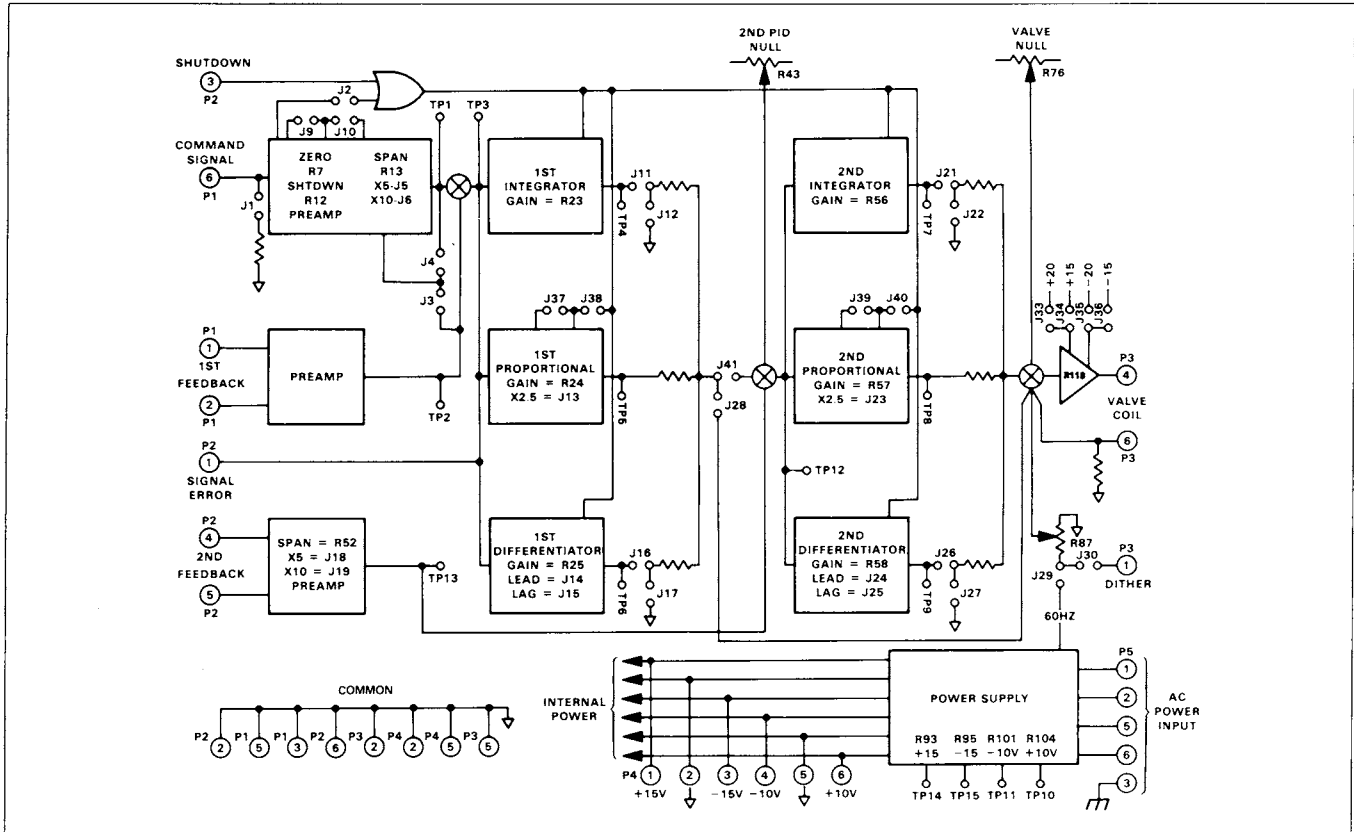 2ND PID
NULL
R43
VALVE
NULL
R76
SHUTDOWN
3
P2
J2
J9
J10
TP1
TP3
COMMAND
SIGNAL
6
P1
J1
ZERO
R7
SHTDWN
R12
PREAMP
SPAN
R13
X5-J5
X10-J6
J4
J3
1ST
INTEGRATOR
GAIN = R23
TP4
J11
J12
2ND
INTEGRATOR
GAIN = R56
TP7
J21
J22
P1
1
1ST
FEEDBACK
2
P1
PREAMP
TP2
J37
J38
1ST
PROPORTIONAL
GAIN = R24
X2.5 = J13
TP5
J41
J28
J39
J40
2ND
PROPORTIONAL
GAIN = R57
X2.5 = J23
TP8
+20
+15
-20
-15
J33
J34
J35
J36
R118
P3
4
VALVE
COIL
6
P3
P2
1
SIGNAL
ERROR
TP12
P2
4
2ND
FEEDBACK
5
P2
SPAN = R52
X5 = J18
X10 = J19
PREAMP
TP13
1ST
DIFFERENTIATOR
GAIN = R25
LEAD = J14
LAG = J15
TP6
J16
J17
2ND
DIFFERENTIATOR
GAIN = R58
LEAD = J24
LAG = J25
TP9
J26
J27
R87
J30
J29
P3
1
DITHER
60HZ
COMMON
P2
2
P1
5
P1
3
P2
6
P3
2
P4
2
P4
5
P3
5
INTERNAL
POWER
P4
1
+15V
2
3
-15V
4
-10V
5
6
+10V
POWER SUPPLY
R93 R95 R101 R104
+15 -15 -10V +10V
TP14 TP15 TP11 TP10
P5
1
2
5
6
3
AC
POWER
INPUT